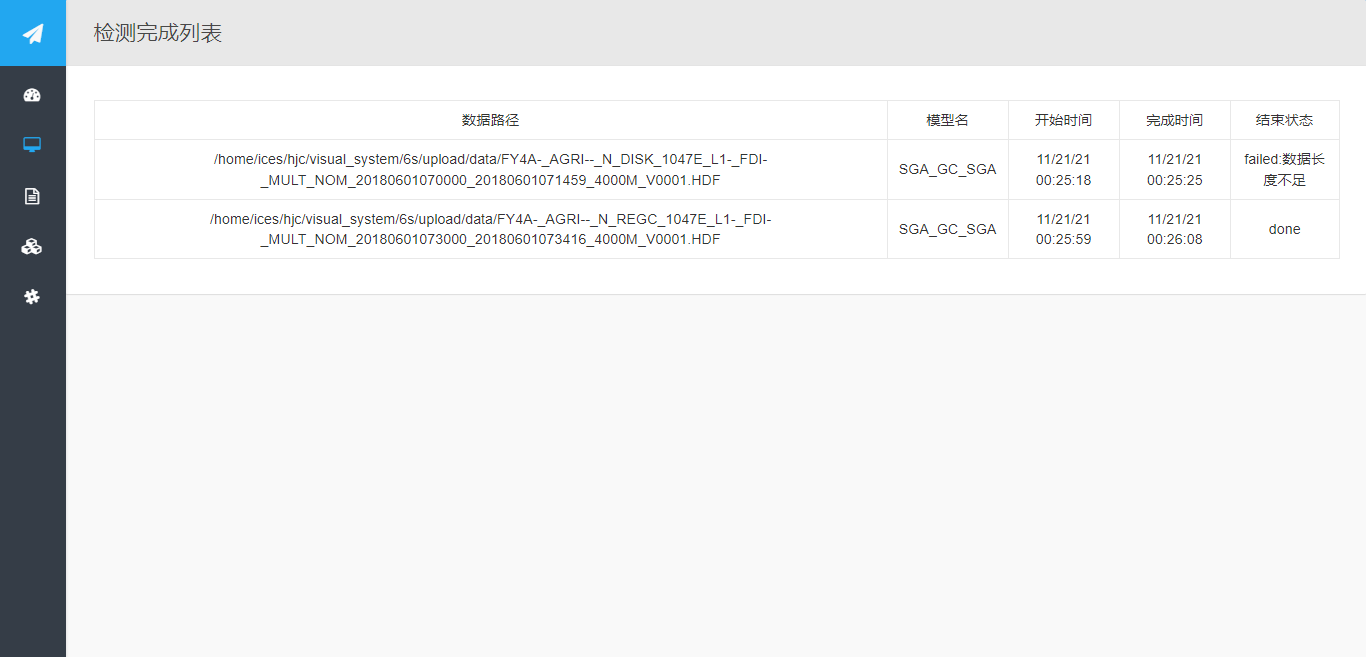 检测完成列表
数据路径 模型名 开始时间 完成时间 结束状态
/home/ices/hjc/visual_system/6s/upload/data/FY4A-_AGRI--_N_DISK_1047E_L1-_FDI-
_MULT_NOM_20180601070000_20180601071459_4000M_V0001.HDF
SGA_GC_SGA
11/21/21
00:25:18
11/21/21
00:25:25
failed:数据长
度不足
/home/ices/hjc/visual_system/6s/upload/data/FY4A-_AGRI--_N_REGC_1047E_L1-_FDI-
_MULT_NOM_20180601073000_20180601073416_4000M_V0001.HDF
SGA_GC_SGA
11/21/21
00:25:59
11/21/21
00:26:08
done